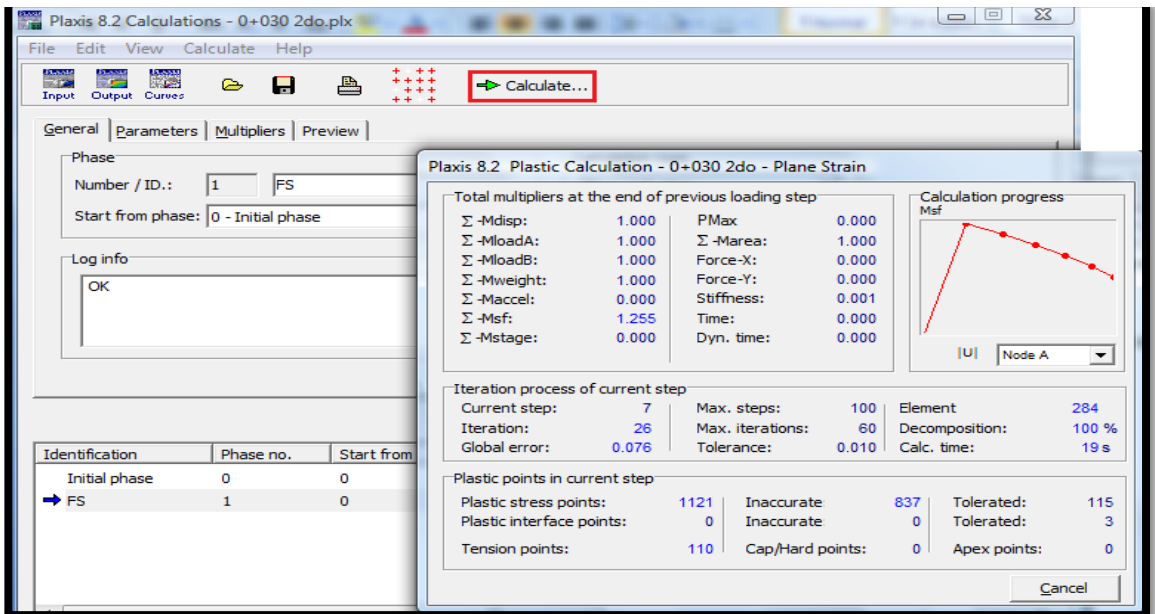 Plaxis 8.2 Calculations - 0+030 2do.plx
File Edit View Calculate Help
Input Output Curves Calculate...
General Parameters Multipliers Preview
Phase
Number / ID.: 1 FS
Start from phase: 0 - Initial phase
Log info
OK
Identification Phase no. Start from
Initial phase 0 0
FS 1 0
Plaxis 8.2 Plastic Calculation - 0+030 2do - Plane Strain
Total multipliers at the end of previous loading step
Σ -Mdisp: 1.000 PMax 0.000
Σ -MloadA: 1.000 Σ -Marea: 1.000
Σ -MloadB: 1.000 Force-X: 0.000
Σ -Mweight: 1.000 Force-Y: 0.000
Σ -Maccel: 0.000 Stiffness: 0.001
Σ -Msf: 1.255 Time: 0.000
Σ -Mstage: 0.000 Dyn. time: 0.000
Calculation progress
Msf
|U| Node A
Iteration process of current step
Current step: 7 Max. steps: 100 Element 284
Iteration: 26 Max. iterations: 60 Decomposition: 100 %
Global error: 0.076 Tolerance: 0.010 Calc. time: 19 s
Plastic points in current step
Plastic stress points: 1121 Inaccurate 837 Tolerated: 115
Plastic interface points: 0 Inaccurate 0 Tolerated: 3
Tension points: 110 Cap/Hard points: 0 Apex points: 0
Cancel